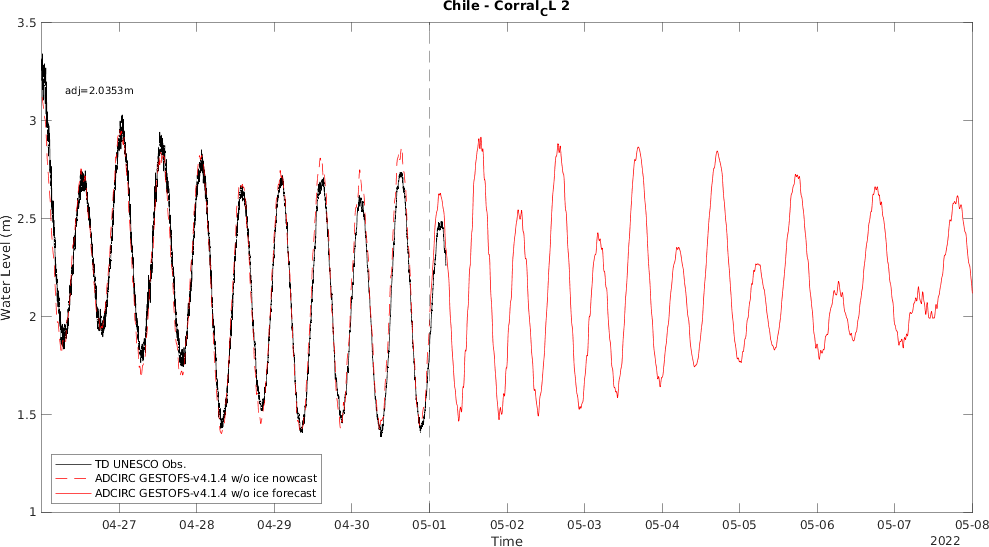 Chile - Corral_CL 2
3.5
3
2.5
2
1.5
1
Water Level (m)
adj=2.0353m
TD UNESCO Obs.
ADCIRC GESTOFS-v4.1.4 w/o ice nowcast
ADCIRC GESTOFS-v4.1.4 w/o ice forecast
04-27 04-28 04-29 04-30 05-01 05-02 05-03 05-04 05-05 05-06 05-07 05-08
Time
2022